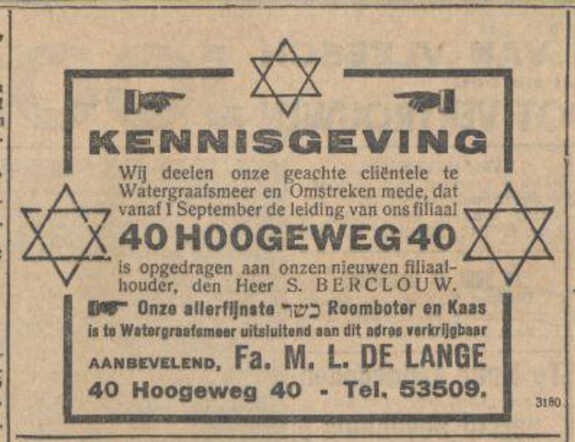 KENNISGEVING
Wij deelen onze geachte cliëntele te
Watergraafsmeer en Omstreken mede, dat
vanaf 1 September de leiding van ons filiaal
40 HOOGEWEG 40
is opgedragen aan onzen nieuwen filiaal-
houder, den Heer S. BERCLOUW.
Onze allerfijnste כשר Roomboter en Kaas
is te Watergraafsmeer uitsluitend aan dit adres verkrijgbaar
AANBEVELEND, Fa. M. L. DE LANGE
40 Hoogeweg 40 - Tel. 53509.
3180